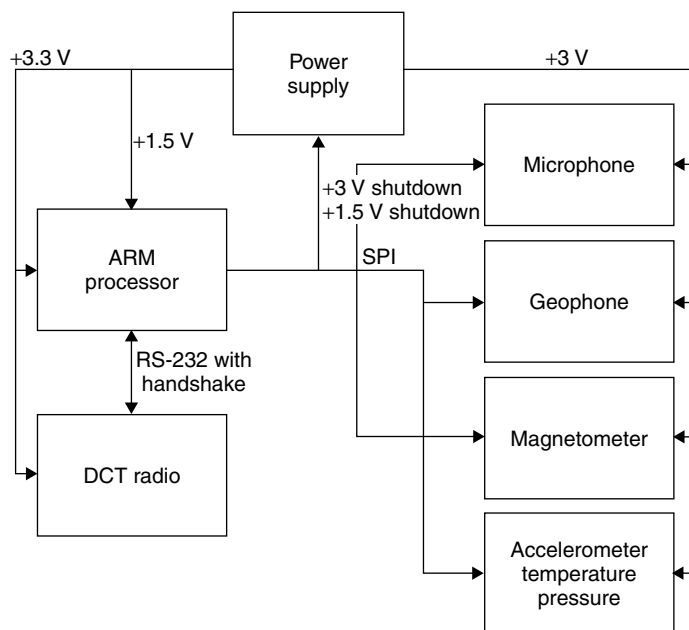 +3.3 V
Power
supply
+3 V
+1.5 V
Microphone
+3 V shutdown
+1.5 V shutdown
ARM
processor
SPI
Geophone
RS-232 with
handshake
Magnetometer
DCT radio
Accelerometer
temperature
pressure